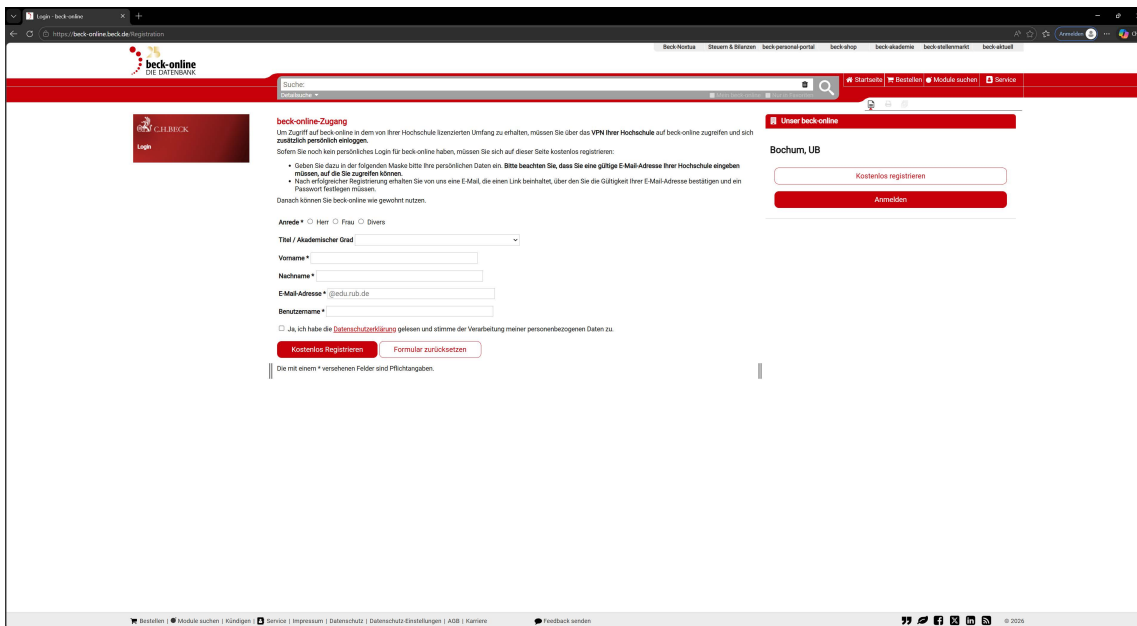 Login - beck-online
https://beck-online.beck.de/Registration
Anmelden
Beck-Noxtua Steuern & Bilanzen beck-personal-portal beck-shop beck-akademie beck-stellenmarkt beck-aktuell
beck-online
DIE DATENBANK
Suche:
Detailsuche
Mein beck-online Nur in Favoriten
Startseite Bestellen Module suchen Service
C.H.BECK
Login
beck-online-Zugang
Um Zugriff auf beck-online in dem von Ihrer Hochschule lizenzierten Umfang zu erhalten, müssen Sie über das VPN Ihrer Hochschule auf beck-online zugreifen und sich
zusätzlich persönlich einloggen.
Sofern Sie noch kein persönliches Login für beck-online haben, müssen Sie sich auf dieser Seite kostenlos registrieren:
• Geben Sie dazu in der folgenden Maske bitte Ihre persönlichen Daten ein. Bitte beachten Sie, dass Sie eine gültige E-Mail-Adresse Ihrer Hochschule eingeben
müssen, auf die Sie zugreifen können.
• Nach erfolgreicher Registrierung erhalten Sie von uns eine E-Mail, die einen Link beinhaltet, über den Sie die Gültigkeit Ihrer E-Mail-Adresse bestätigen und ein
Passwort festlegen müssen.
Danach können Sie beck-online wie gewohnt nutzen.
Anrede * Herr Frau Divers
Titel / Akademischer Grad
Vorname *
Nachname *
E-Mail-Adresse * @edu.rub.de
Benutzername *
Ja, ich habe die Datenschutzerklärung gelesen und stimme der Verarbeitung meiner personenbezogenen Daten zu.
Kostenlos Registrieren Formular zurücksetzen
Die mit einem * versehenen Felder sind Pflichtangaben.
Unser beck-online
Bochum, UB
Kostenlos registrieren
Anmelden
Bestellen | Module suchen | Kündigen | Service | Impressum | Datenschutz | Datenschutz-Einstellungen | AGB | Karriere Feedback senden © 2026